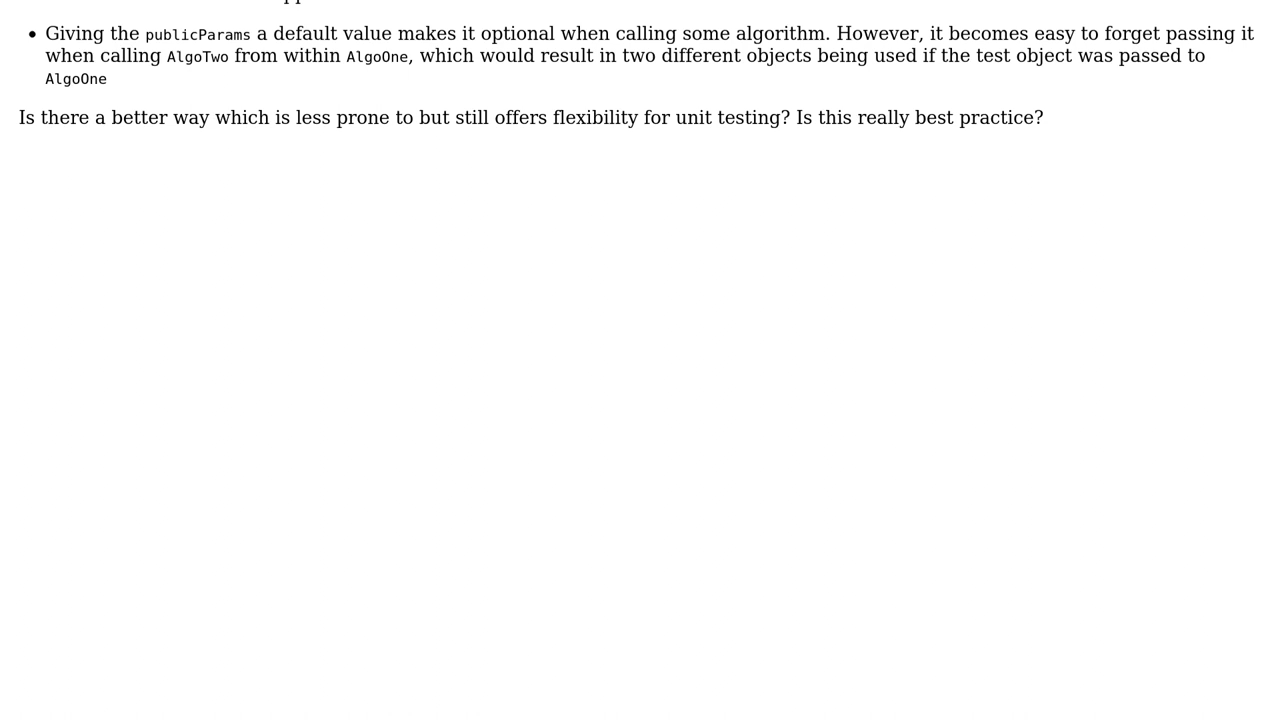 • Giving the publicParams a default value makes it optional when calling some algorithm. However, it becomes easy to forget passing it
when calling AlgoTwo from within AlgoOne, which would result in two different objects being used if the test object was passed to
AlgoOne
Is there a better way which is less prone to but still offers flexibility for unit testing? Is this really best practice?